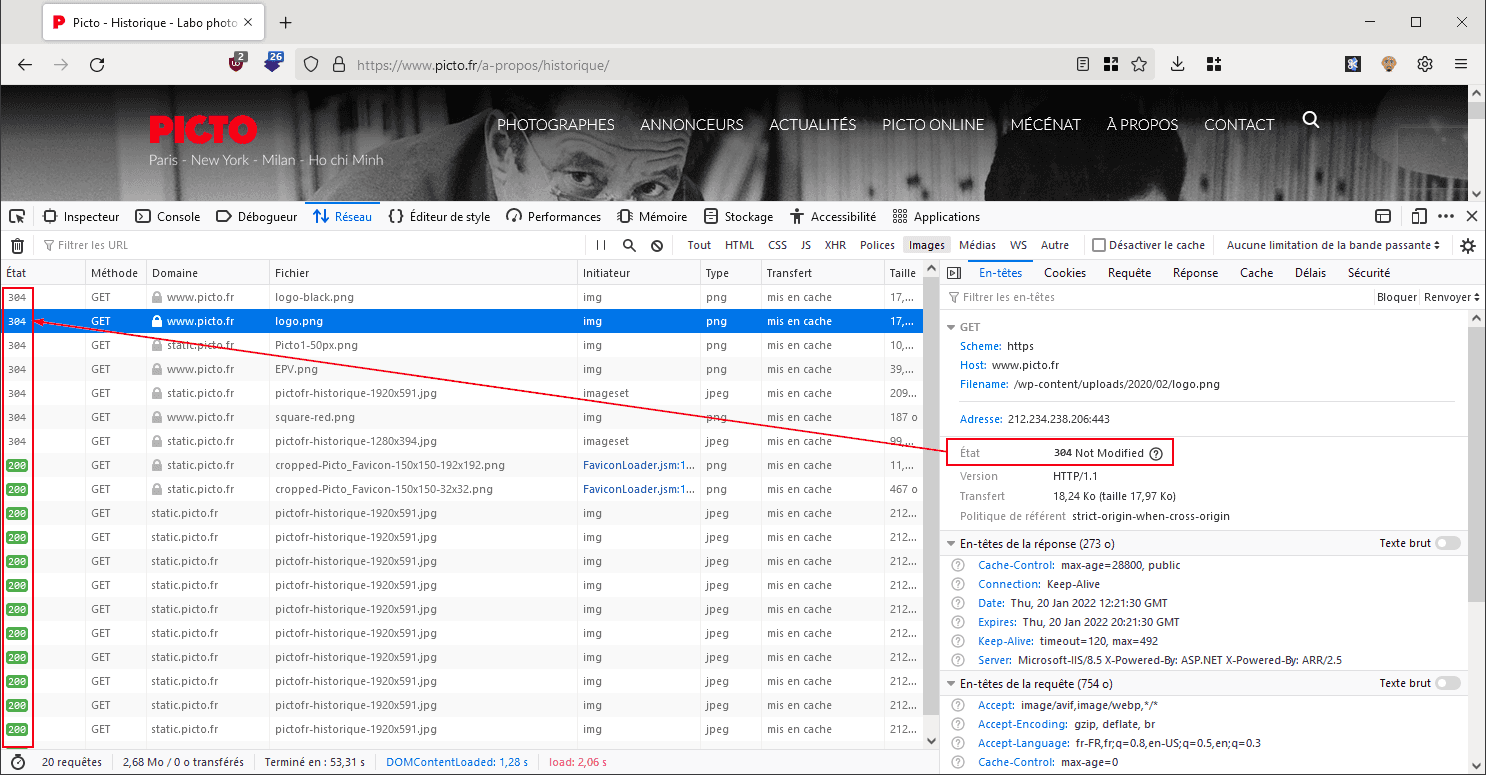 Picto - Historique - Labo photo
2
26
https://www.picto.fr/a-propos/historique/
PICTO
Paris - New York - Milan - Ho chi Minh
PHOTOGRAPHES ANNONCEURS ACTUALITÉS PICTO ONLINE MÉCÉNAT À PROPOS CONTACT
Inspecteur Console Débogueur Réseau Éditeur de style Performances Mémoire Stockage Accessibilité Applications
Filtrer les URL Tout HTML CSS JS XHR Polices Images Médias WS Autre Désactiver le cache Aucune limitation de la bande passante
État Méthode Domaine Fichier Initiateur Type Transfert Taille
304 GET www.picto.fr logo-black.png img png mis en cache 17,...
304 GET www.picto.fr logo.png img png mis en cache 17,...
304 GET static.picto.fr Picto1-50px.png img png mis en cache 10,...
304 GET www.picto.fr EPV.png img png mis en cache 39,...
304 GET static.picto.fr pictofr-historique-1920x591.jpg imageset jpeg mis en cache 209...
304 GET www.picto.fr square-red.png img png mis en cache 187 o
304 GET static.picto.fr pictofr-historique-1280x394.jpg imageset jpeg mis en cache 99,...
200 GET static.picto.fr cropped-Picto_Favicon-150x150-192x192.png FaviconLoader.jsm:1... png mis en cache 11,...
200 GET static.picto.fr cropped-Picto_Favicon-150x150-32x32.png FaviconLoader.jsm:1... png mis en cache 467 o
200 GET static.picto.fr pictofr-historique-1920x591.jpg img jpeg mis en cache 212...
200 GET static.picto.fr pictofr-historique-1920x591.jpg img jpeg mis en cache 212...
200 GET static.picto.fr pictofr-historique-1920x591.jpg img jpeg mis en cache 212...
200 GET static.picto.fr pictofr-historique-1920x591.jpg img jpeg mis en cache 212...
200 GET static.picto.fr pictofr-historique-1920x591.jpg img jpeg mis en cache 212...
200 GET static.picto.fr pictofr-historique-1920x591.jpg img jpeg mis en cache 212...
200 GET static.picto.fr pictofr-historique-1920x591.jpg img jpeg mis en cache 212...
200 GET static.picto.fr pictofr-historique-1920x591.jpg img jpeg mis en cache 212...
200 GET static.picto.fr pictofr-historique-1920x591.jpg img jpeg mis en cache 212...
200 GET static.picto.fr pictofr-historique-1920x591.jpg img jpeg mis en cache 212...
20 requêtes 2,68 Mo / 0 o transférés Terminé en : 53,31 s DOMContentLoaded: 1,28 s load: 2,06 s
En-têtes Cookies Requête Réponse Cache Délais Sécurité
Filtrer les en-têtes Bloquer Renvoyer
GET
Scheme: https
Host: www.picto.fr
Filename: /wp-content/uploads/2020/02/logo.png
Adresse: 212.234.238.206:443
État 304 Not Modified
Version HTTP/1.1
Transfert 18,24 Ko (taille 17,97 Ko)
Politique de référent strict-origin-when-cross-origin
En-têtes de la réponse (273 o) Texte brut
Cache-Control: max-age=28800, public
Connection: Keep-Alive
Date: Thu, 20 Jan 2022 12:21:30 GMT
Expires: Thu, 20 Jan 2022 20:21:30 GMT
Keep-Alive: timeout=120, max=492
Server: Microsoft-IIS/8.5 X-Powered-By: ASP.NET X-Powered-By: ARR/2.5
En-têtes de la requête (754 o) Texte brut
Accept: image/avif,image/webp,*/*
Accept-Encoding: gzip, deflate, br
Accept-Language: fr-FR,fr;q=0.8,en-US;q=0.5,en;q=0.3
Cache-Control: max-age=0